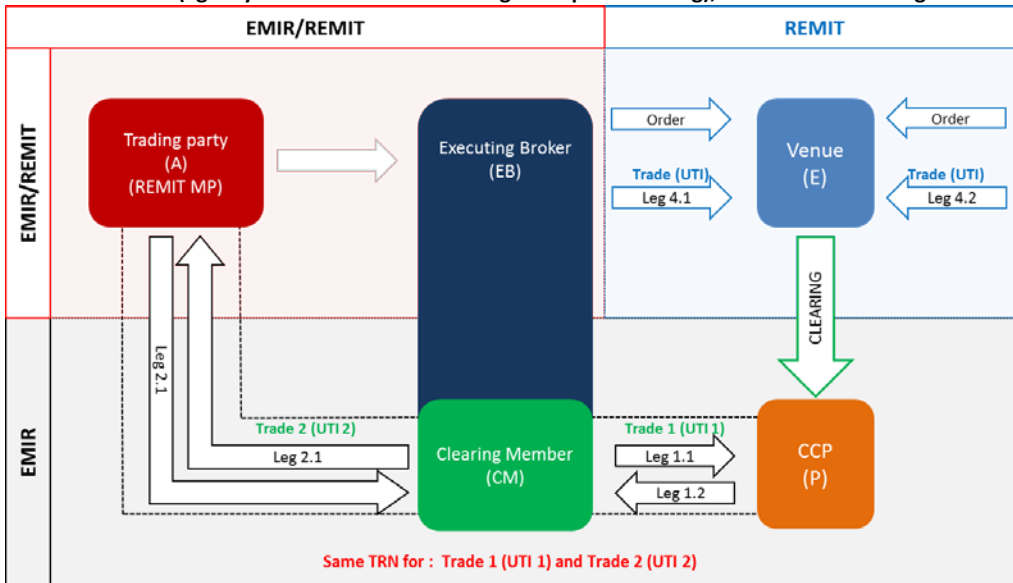 EMIR/REMIT
REMIT
EMIR/REMIT
Trading party
(A)
(REMIT MP)
Executing Broker
(EB)
Order
Venue
(E)
Order
Trade (UTI)
Leg 4.1
Trade (UTI)
Leg 4.2
CLEARING
EMIR
Leg 2.1
Trade 2 (UTI 2)
Leg 2.1
Clearing Member
(CM)
Trade 1 (UTI 1)
Leg 1.1
Leg 1.2
CCP
(P)
Same TRN for : Trade 1 (UTI 1) and Trade 2 (UTI 2)